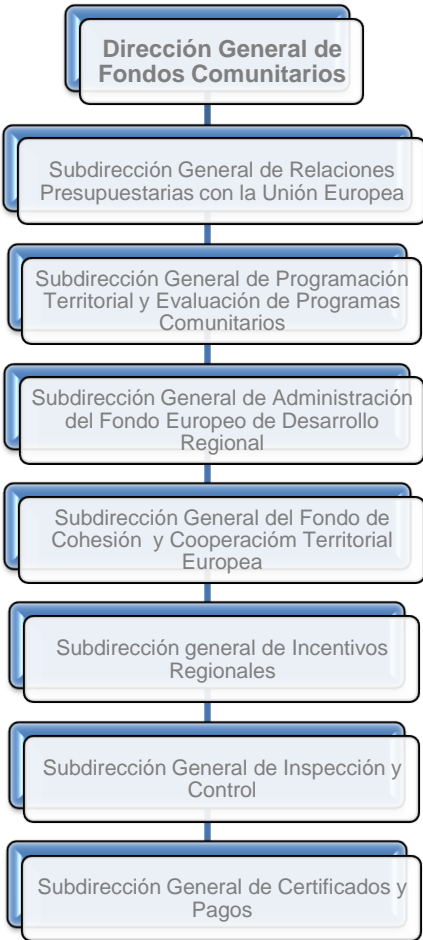 Dirección General de
Fondos Comunitarios
Subdirección General de Relaciones
Presupuestarias con la Unión Europea
Subdirección General de Programación
Territorial y Evaluación de Programas
Comunitarios
Subdirección General de Administración
del Fondo Europeo de Desarrollo
Regional
Subdirección General del Fondo de
Cohesión y Cooperacióm Territorial
Europea
Subdirección general de Incentivos
Regionales
Subdirección General de Inspección y
Control
Subdirección General de Certificados y
Pagos